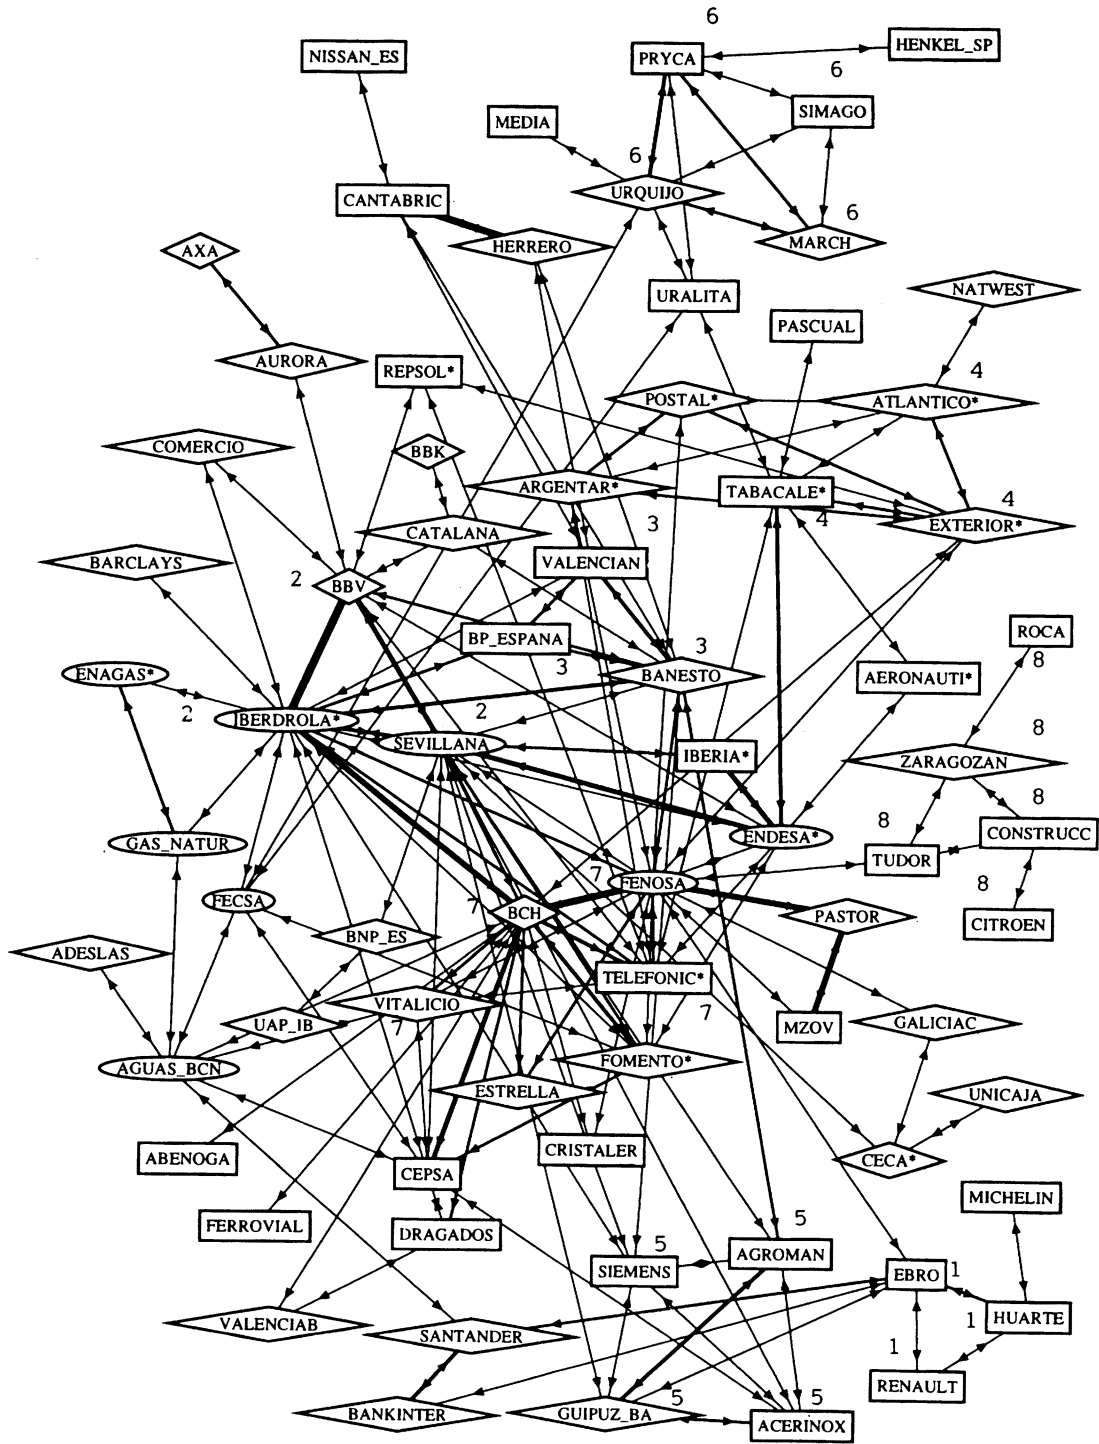 6
NISSAN_ES
PRYCA
HENKEL_SP
6
SIMAGO
MEDIA
6
URQUIJO
CANTABRIC
6
MARCH
HERRERO
AXA
URALITA
NATWEST
PASCUAL
AURORA
REPSOL*
4
POSTAL*
ATLANTICO*
COMERCIO
BBK
ARGENTAR*
TABACALE*
4
3
4
EXTERIOR*
CATALANA
BARCLAYS
VALENCIAN
2
BBV
ROCA
BP_ESPANA
3
3
8
ENAGAS*
BANESTO
AERONAUTI*
2
IBERDROLA*
2
8
SEVILLANA
IBERIA*
ZARAGOZAN
8
GAS_NATUR
ENDESA*
8
CONSTRUCC
TUDOR
7
FENOSA
8
FECSA
7
BCH
PASTOR
CITROEN
BNP_ES
ADESLAS
TELEFONIC*
VITALICIO
7
7
UAP_IB
MZOV
GALICIAC
AGUAS_BCN
FOMENTO*
ESTRELLA
UNICAJA
ABENOGA
CRISTALER
CECA*
CEPSA
MICHELIN
FERROVIAL
DRAGADOS
5
5
AGROMAN
SIEMENS
EBRO
1
VALENCIAB
SANTANDER
1
HUARTE
1
RENAULT
BANKINTER
GUIPUZ_BA
5
5
ACERINOX